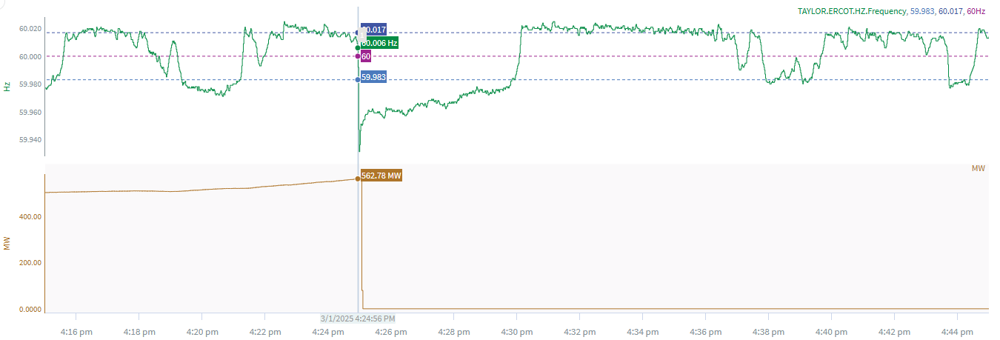 TAYLOR.ERCOT.HZ.Frequency, 59.983, 60.017, 60Hz
60.020
60.000
59.980
59.960
59.940
Hz
0.017
60.006 Hz
60
59.983
MW
562.78 MW
400.00
200.00
0.0000
MW
3/1/2025 4:24:56 PM
4:16 pm 4:18 pm 4:20 pm 4:22 pm 4:24 pm 4:26 pm 4:28 pm 4:30 pm 4:32 pm 4:34 pm 4:36 pm 4:38 pm 4:40 pm 4:42 pm 4:44 pm